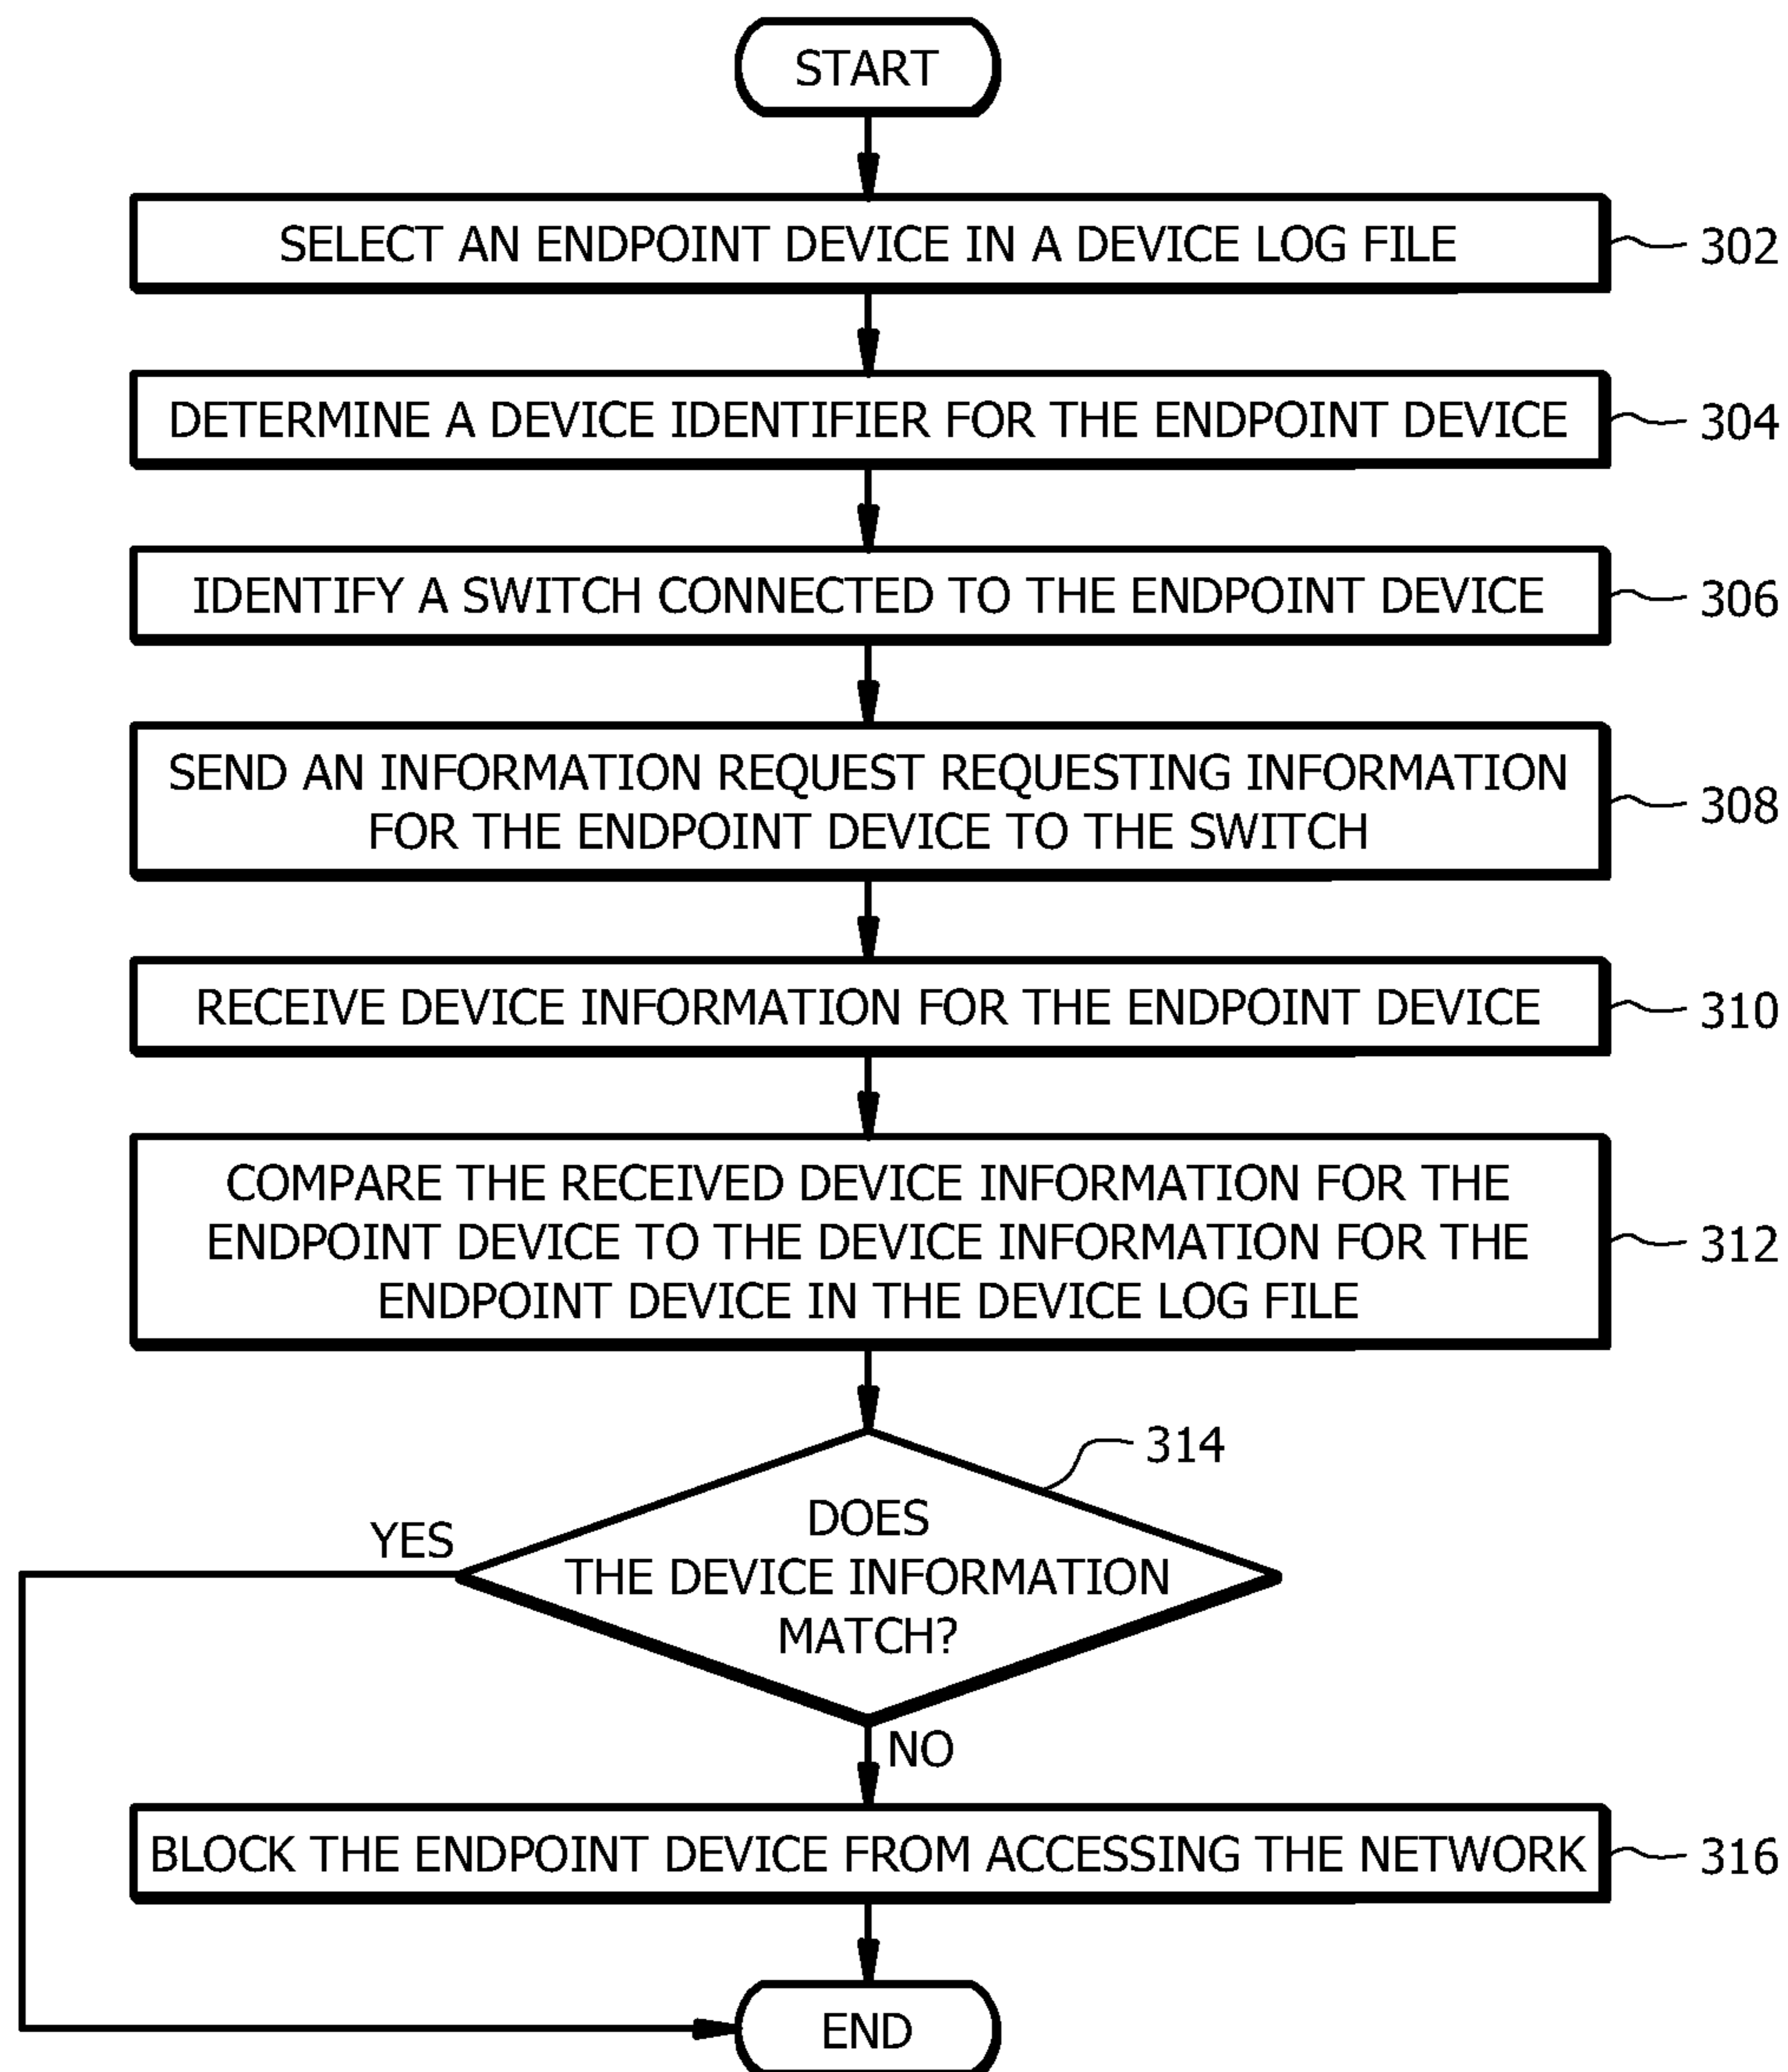 START
SELECT AN ENDPOINT DEVICE IN A DEVICE LOG FILE
302
DETERMINE A DEVICE IDENTIFIER FOR THE ENDPOINT DEVICE
304
IDENTIFY A SWITCH CONNECTED TO THE ENDPOINT DEVICE
306
SEND AN INFORMATION REQUEST REQUESTING INFORMATION
FOR THE ENDPOINT DEVICE TO THE SWITCH
308
RECEIVE DEVICE INFORMATION FOR THE ENDPOINT DEVICE
310
COMPARE THE RECEIVED DEVICE INFORMATION FOR THE
ENDPOINT DEVICE TO THE DEVICE INFORMATION FOR THE
ENDPOINT DEVICE IN THE DEVICE LOG FILE
312
314
DOES
THE DEVICE INFORMATION
MATCH?
YES
NO
BLOCK THE ENDPOINT DEVICE FROM ACCESSING THE NETWORK
316
END